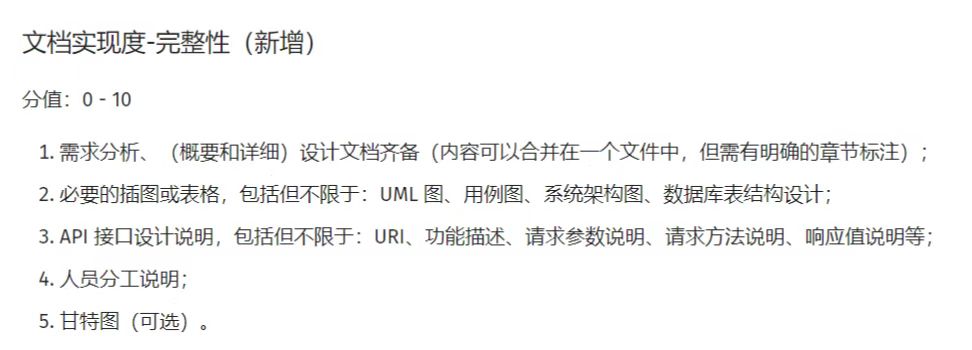 文档实现度-完整性（新增）
分值：0 - 10
1. 需求分析、（概要和详细）设计文档齐备（内容可以合并在一个文件中，但需有明确的章节标注）；
2. 必要的插图或表格，包括但不限于：UML 图、用例图、系统架构图、数据库表结构设计；
3. API 接口设计说明，包括但不限于：URI、功能描述、请求参数说明、请求方法说明、响应值说明等；
4. 人员分工说明；
5. 甘特图（可选）。